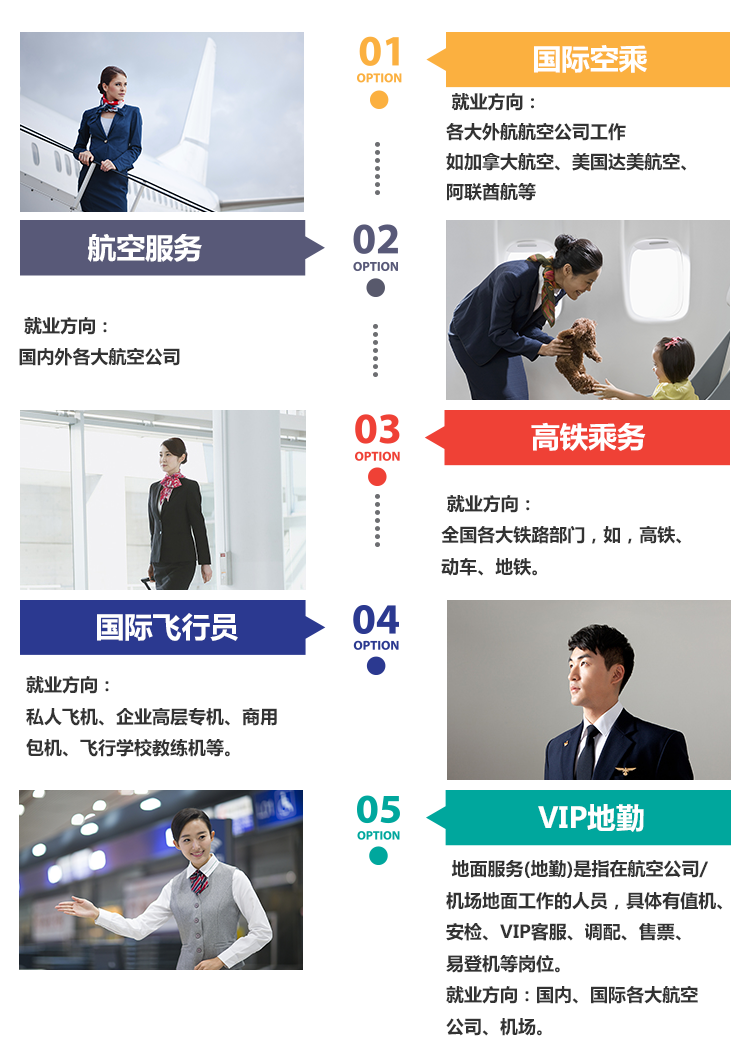 01
OPTION
国际空乘
就业方向：
各大外航航空公司工作
如加拿大航空、美国达美航空、
阿联酋航等
航空服务
02
OPTION
就业方向：
国内外各大航空公司
03
OPTION
高铁乘务
就业方向：
全国各大铁路部门，如，高铁、
动车、地铁。
国际飞行员
04
OPTION
就业方向：
私人飞机、企业高层专机、商用
包机、飞行学校教练机等。
05
OPTION
VIP地勤
地面服务(地勤)是指在航空公司/
机场地面工作的人员，具体有值机、
安检、VIP客服、调配、售票、
易登机等岗位。
就业方向：国内、国际各大航空
公司、机场。